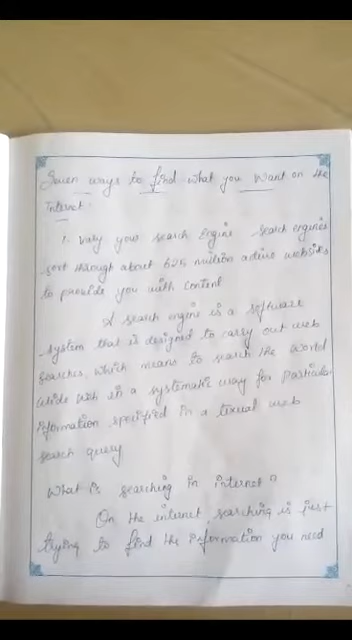 Seven ways to find what you want on the
Internet.
1. Vary your search Engine search engines
sort through about 625 million active websites
to provide you with content
A search engine is a software
system that is designed to carry out web
searches, which means to search the world
wide web in a systematic way for particular
information specified in a texual web
search query
What is searching in internet?
On the internet, searching is just
trying to find the information you need